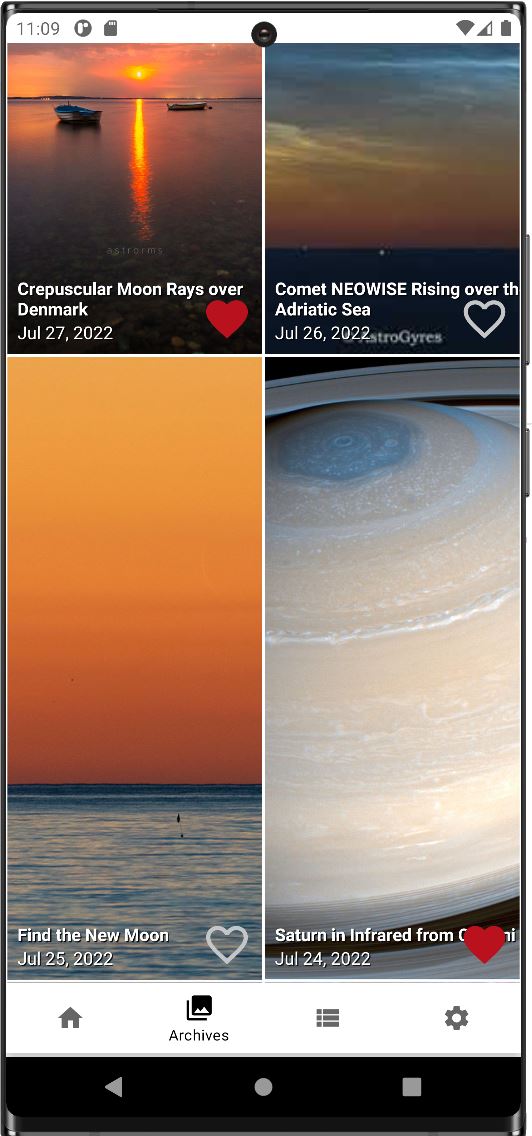 11:09
astrorms
Crepuscular Moon Rays over
Denmark
Jul 27, 2022
Comet NEOWISE Rising over th
Adriatic Sea
Jul 26, 2022
AstroGyres
Find the New Moon
Jul 25, 2022
Saturn in Infrared from C ni
Jul 24, 2022
Archives